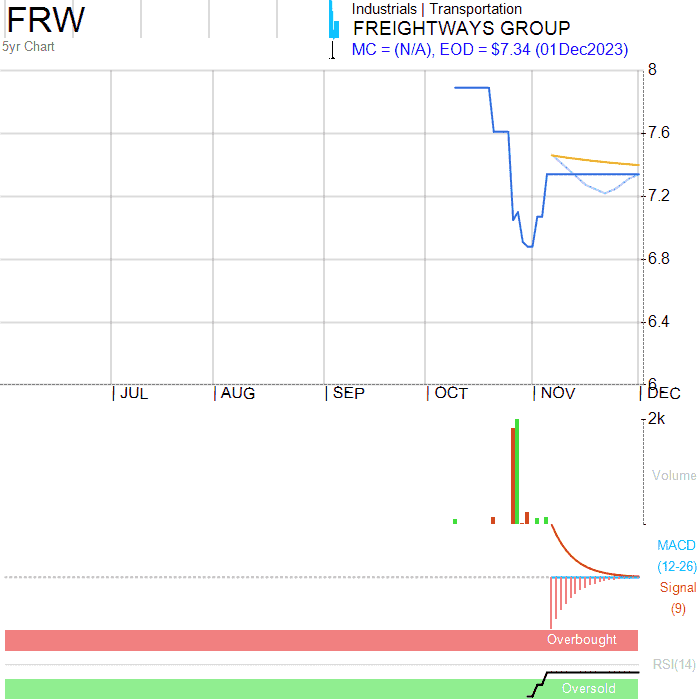 FRW
Industrials | Transportation
FREIGHTWAYS GROUP
5yr Chart
MC = (N/A), EOD = $7.34 (01Dec2023)
8
7.6
7.2
6.8
6.4
6
JUL
AUG
SEP
OCT
NOV
DEC
2k
Volume
MACD
(12-26)
Signal
(9)
Overbought
RSI(14)
Oversold